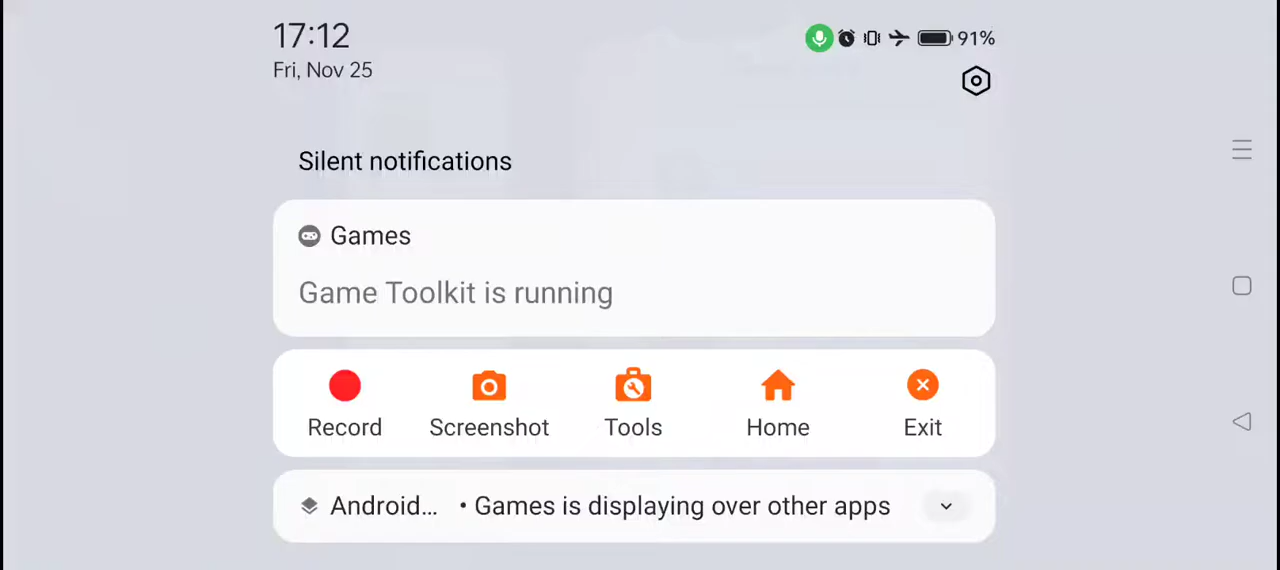 17:12
91%
Fri, Nov 25
Silent notifications
Games
Game Toolkit is running
Record Screenshot Tools Home Exit
Android... • Games is displaying over other apps